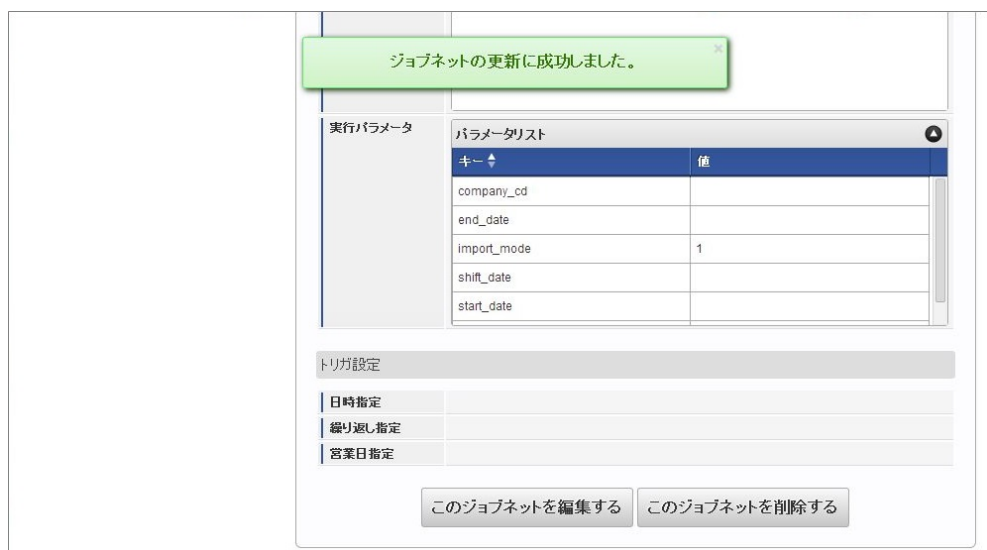 ジョブネットの更新に成功しました。
実行パラメータ
パラメータリスト
キー 値
company_cd
end_date
import_mode 1
shift_date
start_date
トリガ設定
日時指定
繰り返し指定
営業日指定
このジョブネットを編集する このジョブネットを削除する